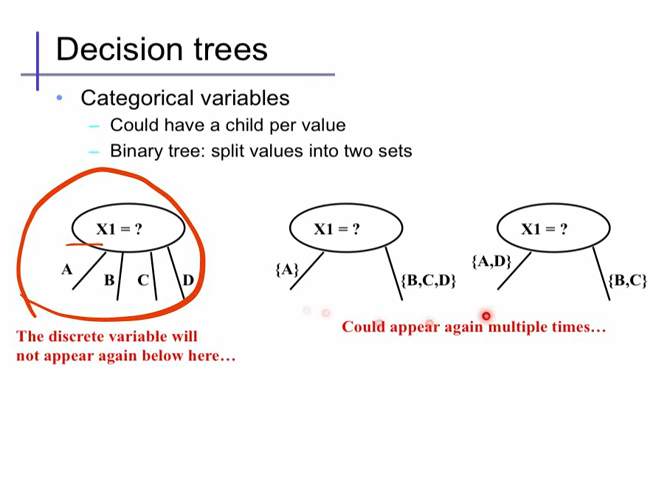 Decision trees
• Categorical variables
– Could have a child per value
– Binary tree: split values into two sets
X1 = ?
A
B
C
D
The discrete variable will
not appear again below here…
X1 = ?
{A}
{B,C,D}
X1 = ?
{A,D}
{B,C}
Could appear again multiple times…